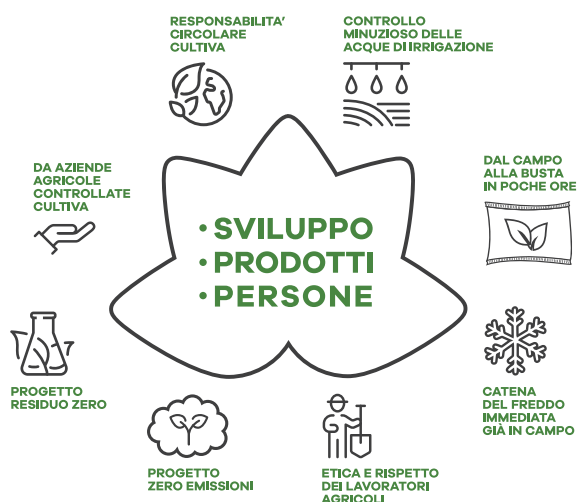 RESPONSABILITA'
CIRCOLARE
CULTIVA
CONTROLLO
MINUZIOSO DELLE
ACQUE DI IRRIGAZIONE
DA AZIENDE
AGRICOLE
CONTROLLATE
CULTIVA
DAL CAMPO
ALLA BUSTA
IN POCHE ORE
• SVILUPPO
• PRODOTTI
• PERSONE
PROGETTO
RESIDUO ZERO
CATENA
DEL FREDDO
IMMEDIATA
GIÀ IN CAMPO
PROGETTO
ZERO EMISSIONI
ETICA E RISPETTO
DEI LAVORATORI
AGRICOLI